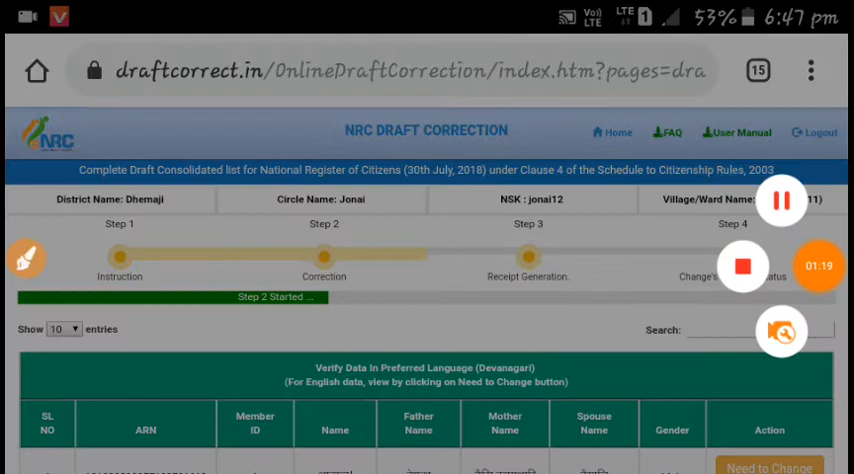 Vo) LTE LTE 1 53% 6:47 pm
draftcorrect.in/OnlineDraftCorrection/index.htm?pages=dra 15
NRC NRC DRAFT CORRECTION Home FAQ User Manual Logout
Complete Draft Consolidated list for National Register of Citizens (30th July, 2018) under Clause 4 of the Schedule to Citizenship Rules, 2003
District Name: Dhemaji Circle Name: Jonai NSK : jonai12 Village/Ward Name: 11)
Step 1 Step 2 Step 3 Step 4
01:19
Instruction Correction Receipt Generation. Change's
Step 2 Started ...
Show 10 entries Search:
Verify Data In Preferred Language (Devanagari)
(For English data, view by clicking on Need to Change button)
SL NO ARN Member ID Name Father Name Mother Name Spouse Name Gender Action
Need to Change